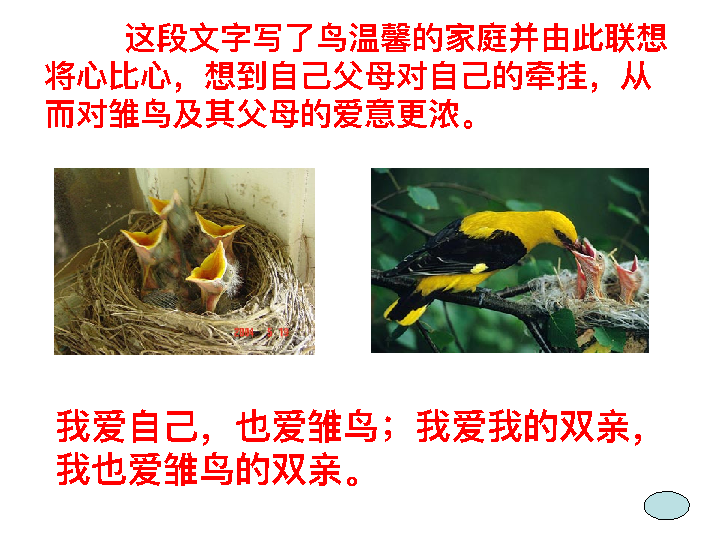 这段文字写了鸟温馨的家庭并由此联想
将心比心，想到自己父母对自己的牵挂，从
而对雏鸟及其父母的爱意更浓。
我爱自己，也爱雏鸟；我爱我的双亲，
我也爱雏鸟的双亲。